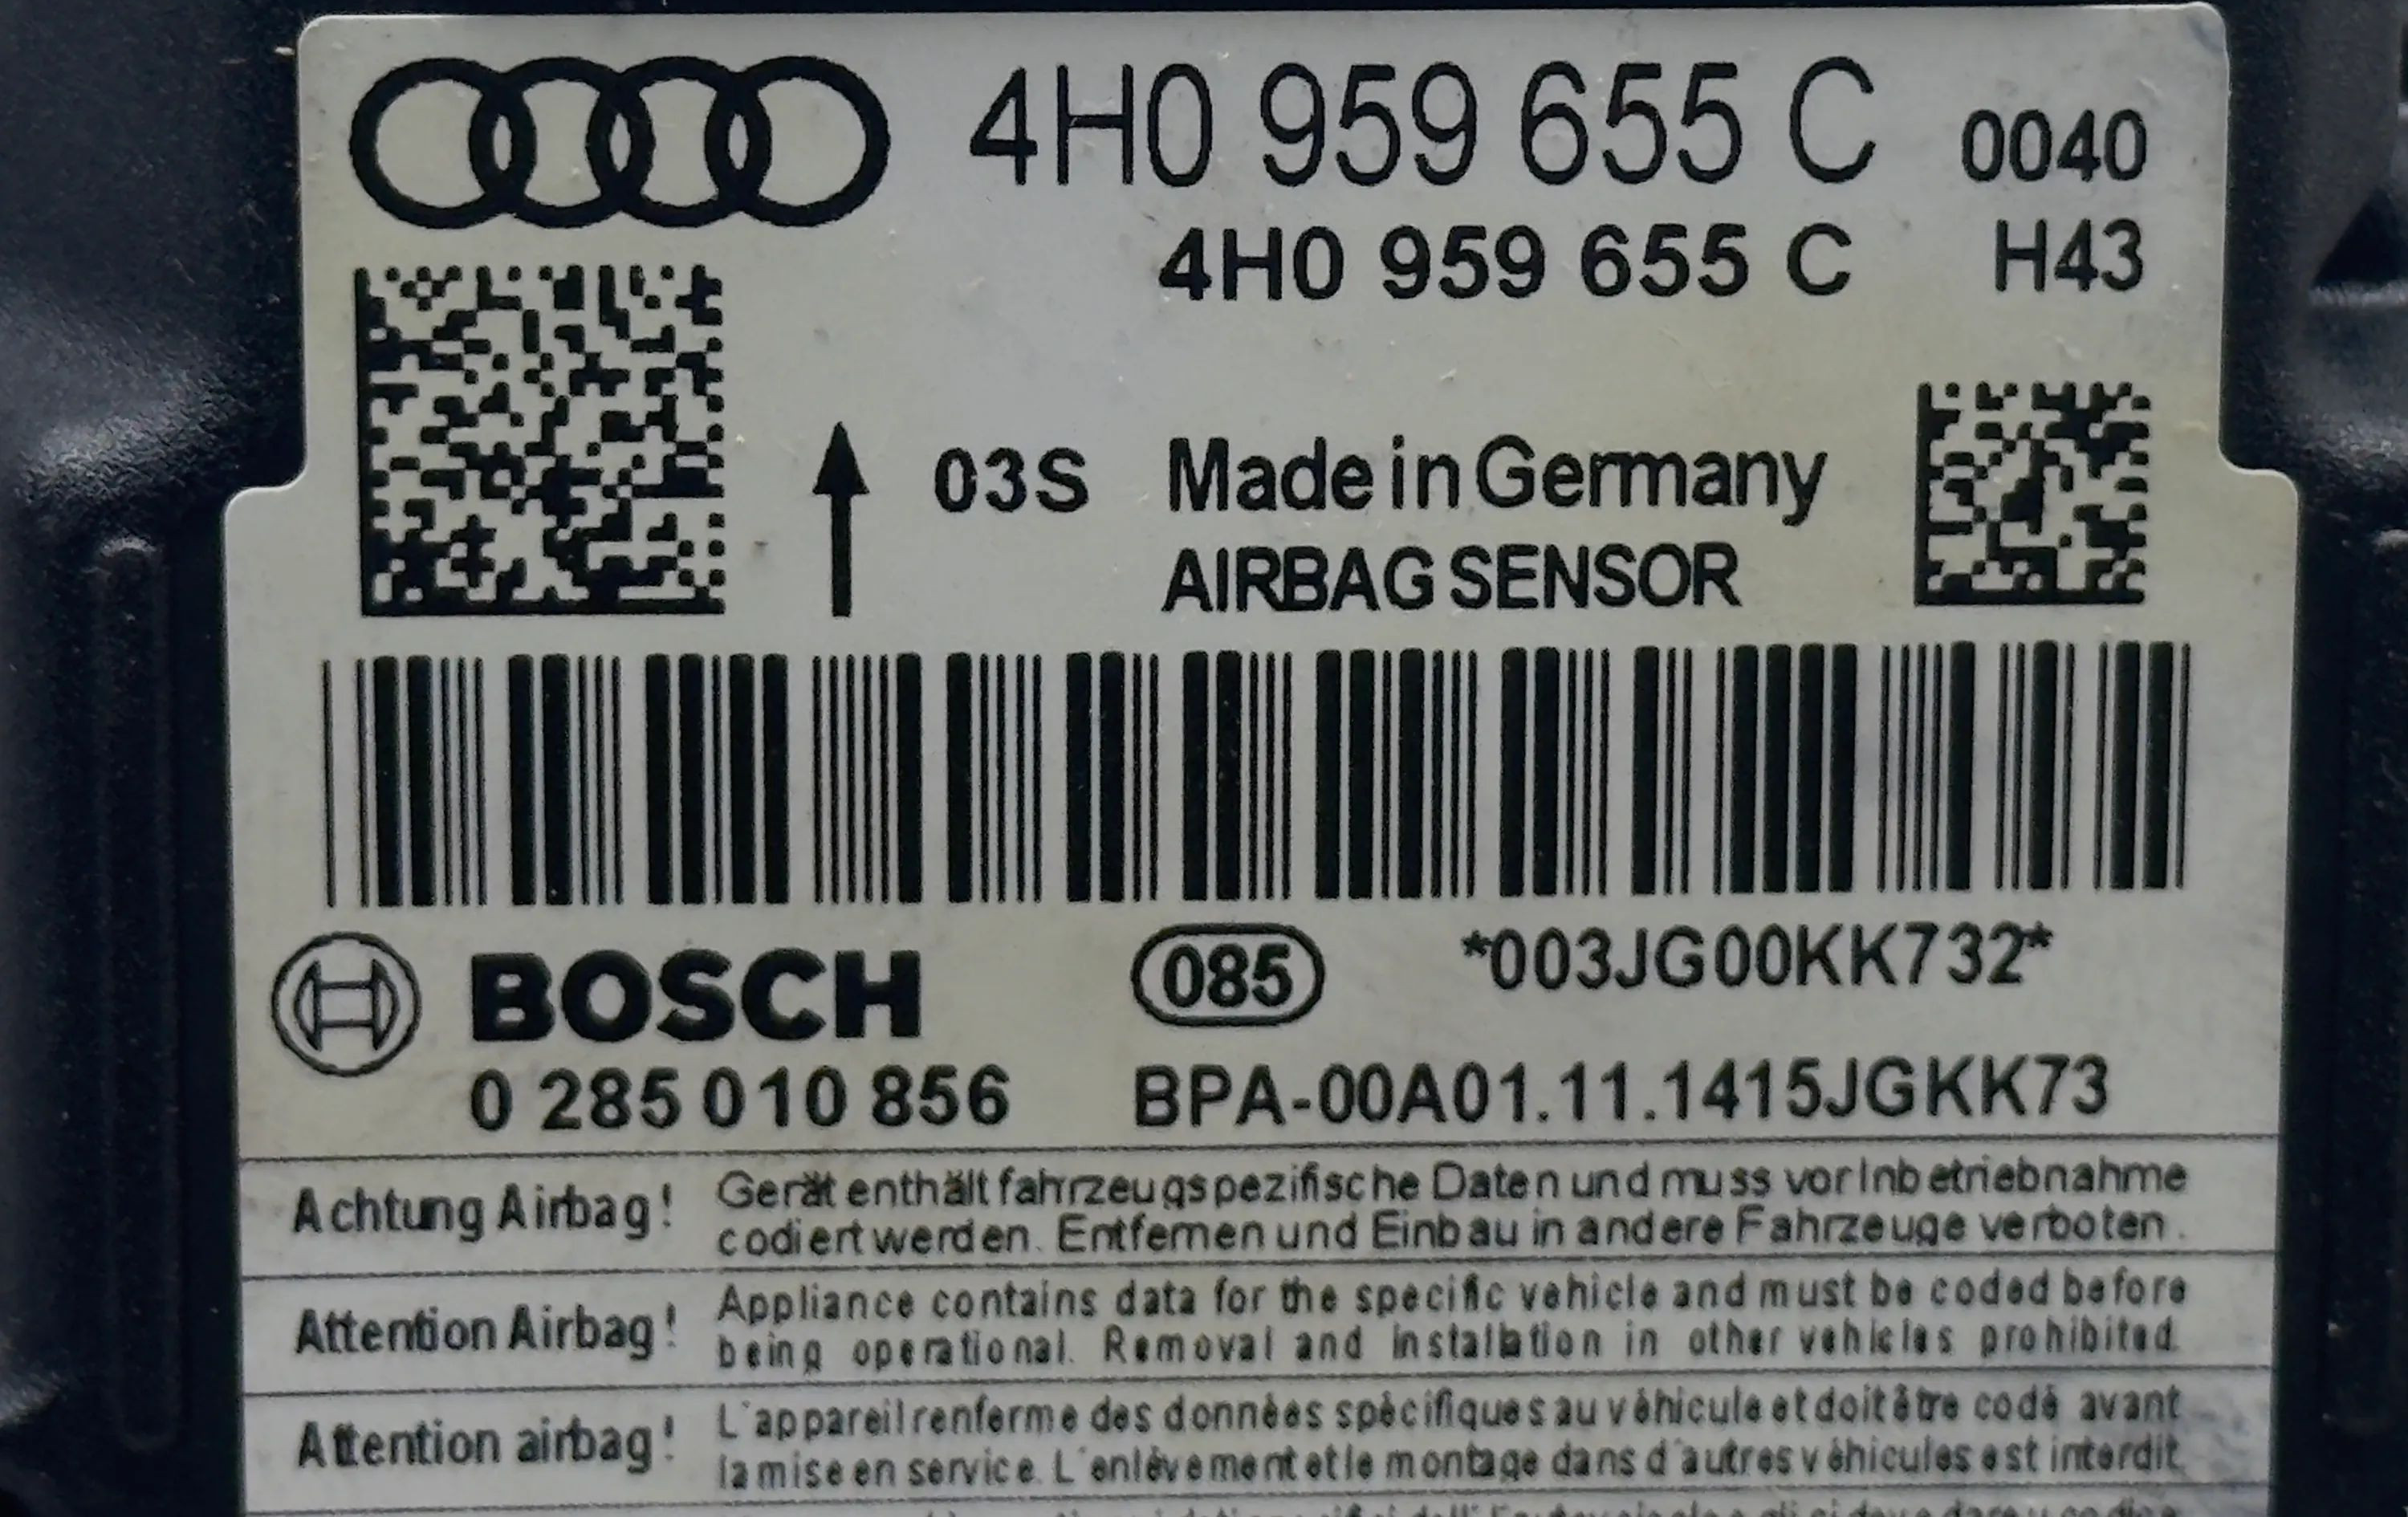 4H0 959 655 C 0040
4H0 959 655 C H43
03S Made in Germany
AIRBAG SENSOR
BOSCH 085 *003JG00KK732*
0 285 010 856 BPA-00A01.11.1415JGKK73
Achtung Airbag! Gerät enthält fahrzeugspezifische Daten und muss vor Inbetriebnahme
codiert werden. Entfernen und Einbau in andere Fahrzeuge verboten.
Attention Airbag! Appliance contains data for the specific vehicle and must be coded before
being operational. Removal and installation in other vehicles prohibited.
Attention airbag! L'appareil renferme des données spécifiques au véhicule et doit être codé avant
la mise en service. L'enlèvement et le montage dans d'autres véhicules est interdit.